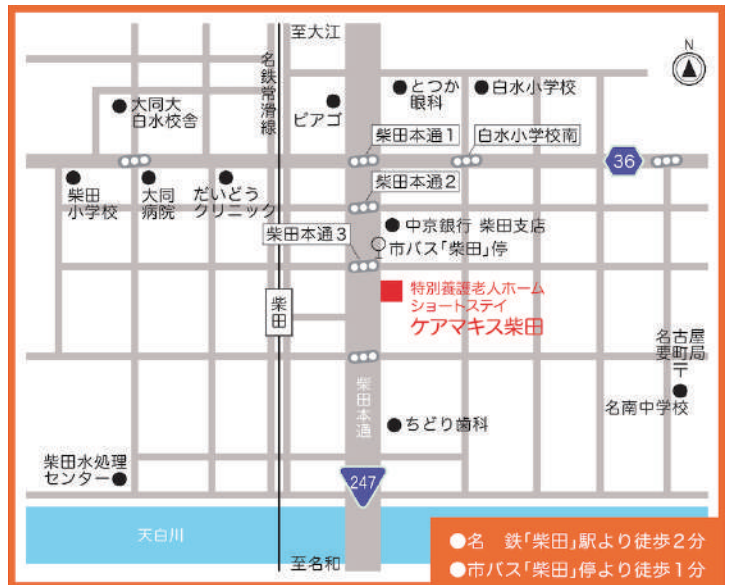 至大江
N
名鉄常滑線
とつか
眼科
白水小学校
大同大
白水校舎
ピアゴ
柴田本通1
白水小学校南
36
柴田
小学校
大同
病院
だいどう
クリニック
柴田本通2
中京銀行 柴田支店
柴田本通3
市バス「柴田」停
特別養護老人ホーム
ショートステイ
ケアマキス柴田
柴田
名古屋
要町局
〒
名南中学校
柴田本通
ちどり歯科
柴田水処理
センター
247
天白川
至名和
●名 鉄「柴田」駅より徒歩2分
●市バス「柴田」停より徒歩1分